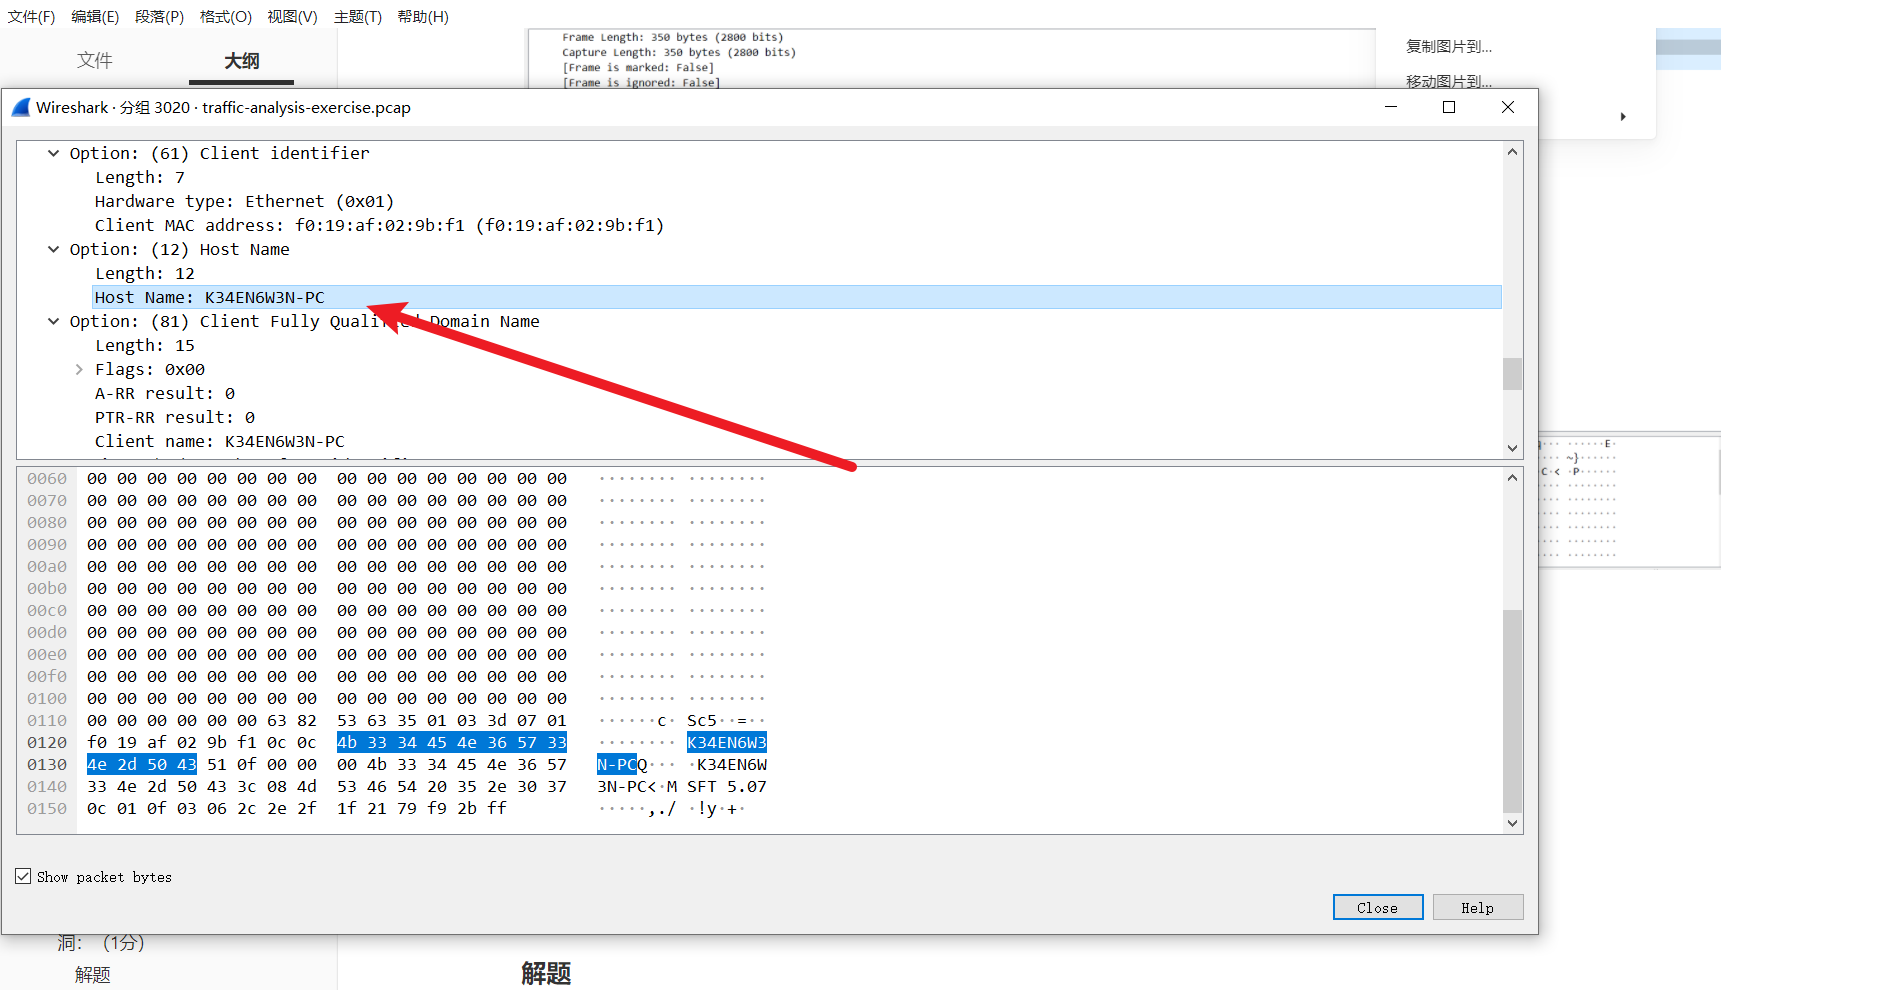 文件(F) 编辑(E) 段落(P) 格式(O) 视图(V) 主题(T) 帮助(H)
文件 大纲
Frame Length: 350 bytes (2800 bits)
Capture Length: 350 bytes (2800 bits)
[Frame is marked: False]
[Frame is ignored: False]
复制图片到...
移动图片到...
Wireshark · 分组 3020 · traffic-analysis-exercise.pcap
Option: (61) Client identifier
Length: 7
Hardware type: Ethernet (0x01)
Client MAC address: f0:19:af:02:9b:f1 (f0:19:af:02:9b:f1)
Option: (12) Host Name
Length: 12
Host Name: K34EN6W3N-PC
Option: (81) Client Fully Qualified Domain Name
Length: 15
Flags: 0x00
A-RR result: 0
PTR-RR result: 0
Client name: K34EN6W3N-PC
0060 00 00 00 00 00 00 00 00 00 00 00 00 00 00 00 00 ········ ········
0070 00 00 00 00 00 00 00 00 00 00 00 00 00 00 00 00 ········ ········
0080 00 00 00 00 00 00 00 00 00 00 00 00 00 00 00 00 ········ ········
0090 00 00 00 00 00 00 00 00 00 00 00 00 00 00 00 00 ········ ········
00a0 00 00 00 00 00 00 00 00 00 00 00 00 00 00 00 00 ········ ········
00b0 00 00 00 00 00 00 00 00 00 00 00 00 00 00 00 00 ········ ········
00c0 00 00 00 00 00 00 00 00 00 00 00 00 00 00 00 00 ········ ········
00d0 00 00 00 00 00 00 00 00 00 00 00 00 00 00 00 00 ········ ········
00e0 00 00 00 00 00 00 00 00 00 00 00 00 00 00 00 00 ········ ········
00f0 00 00 00 00 00 00 00 00 00 00 00 00 00 00 00 00 ········ ········
0100 00 00 00 00 00 00 00 00 00 00 00 00 00 00 00 00 ········ ········
0110 00 00 00 00 00 00 63 82 53 63 35 01 03 3d 07 01 ······c· Sc5··=··
0120 f0 19 af 02 9b f1 0c 0c 4b 33 34 45 4e 36 57 33 ········ K34EN6W3
0130 4e 2d 50 43 51 0f 00 00 00 4b 33 34 45 4e 36 57 N-PCQ··· ·K34EN6W
0140 33 4e 2d 50 43 3c 08 4d 53 46 54 20 35 2e 30 37 3N-PC<·M SFT 5.07
0150 0c 01 0f 03 06 2c 2e 2f 1f 21 79 f9 2b ff ·····,./ ·!y·+·
Show packet bytes
Close Help
洞：（1分）
解题
解题